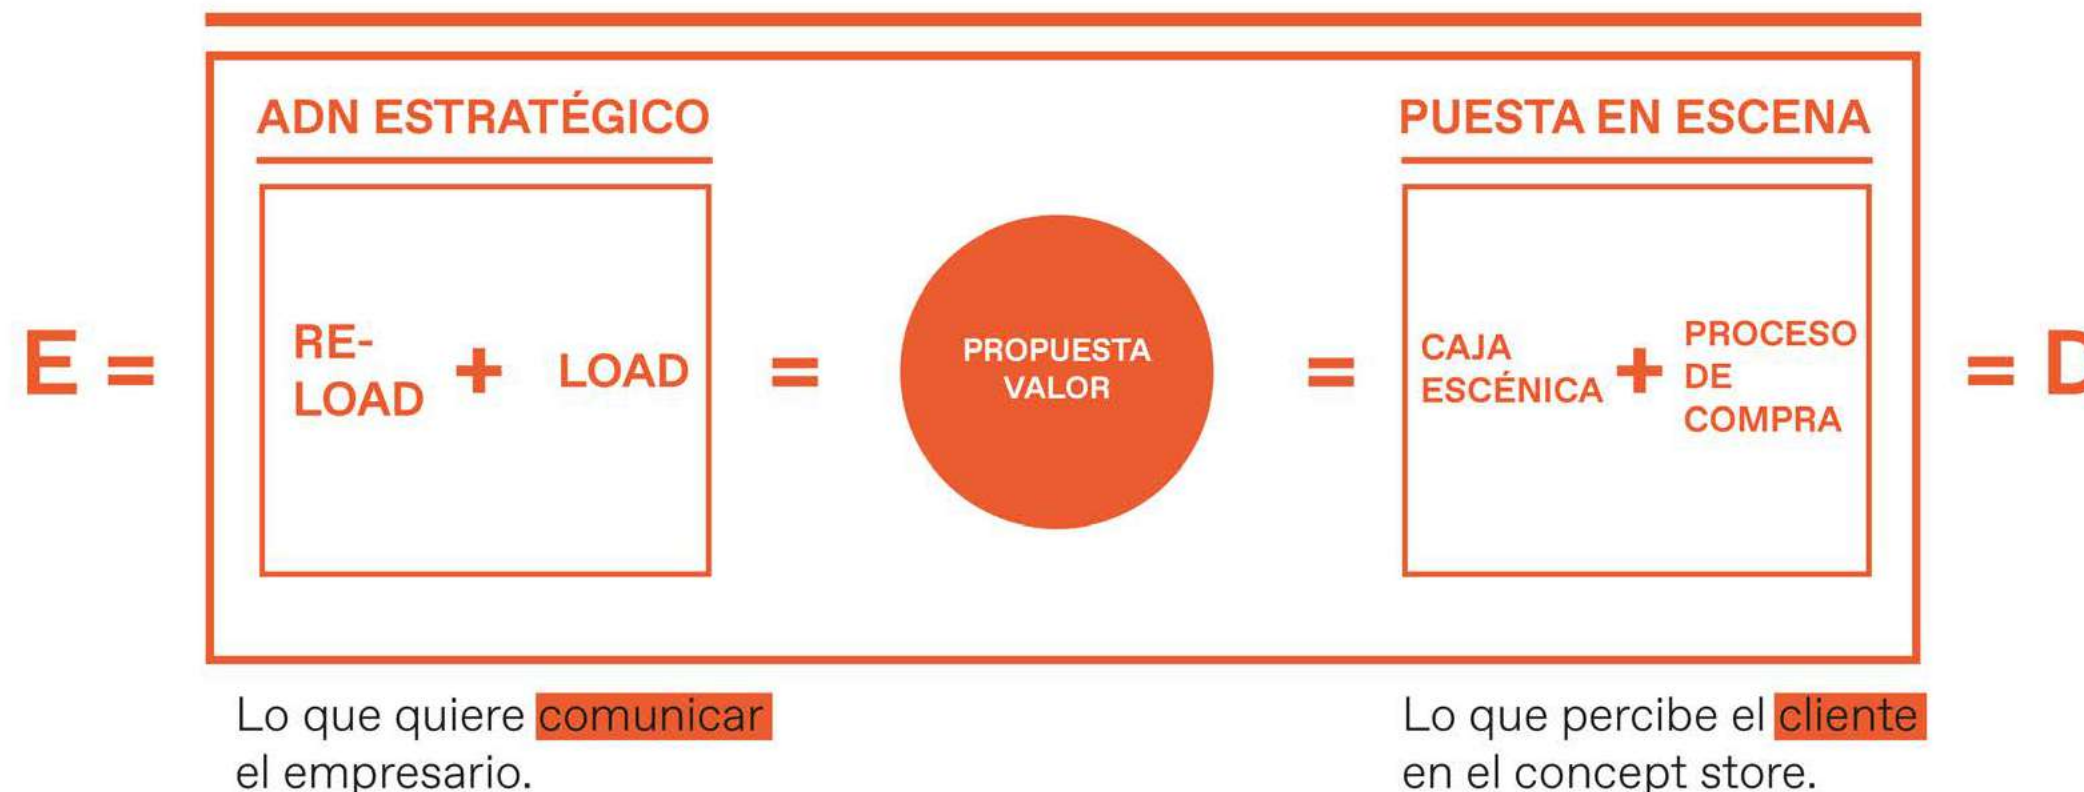 ADN ESTRATÉGICO
PUESTA EN ESCENA
E =
RE-
LOAD
+
LOAD
=
PROPUESTA
VALOR
=
CAJA
ESCÉNICA
+
PROCESO
DE
COMPRA
=
Lo que quiere comunicar
el empresario.
Lo que percibe el cliente
en el concept store.